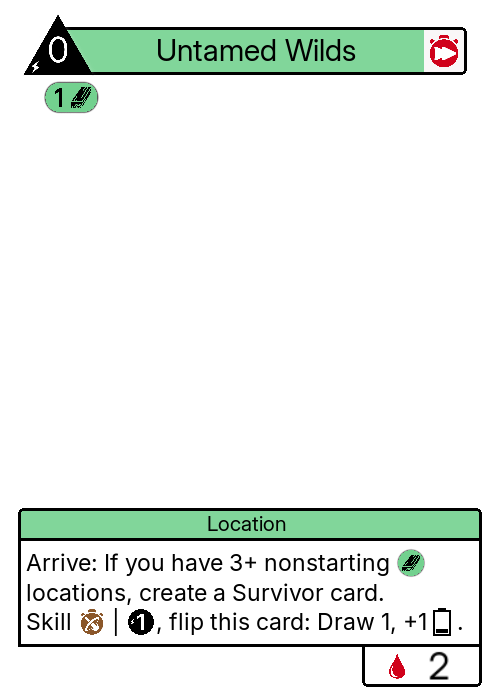 0 Untamed Wilds
1
Location
Arrive: If you have 3+ nonstarting
locations, create a Survivor card.
Skill | 1, flip this card: Draw 1, +1 .
2